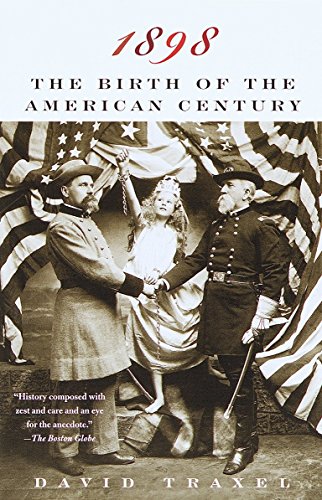 1898
THE BIRTH OF THE
AMERICAN CENTURY
“History composed with
zest and care and an eye
for the anecdote.”
—The Boston Globe
DAVID TRAXEL